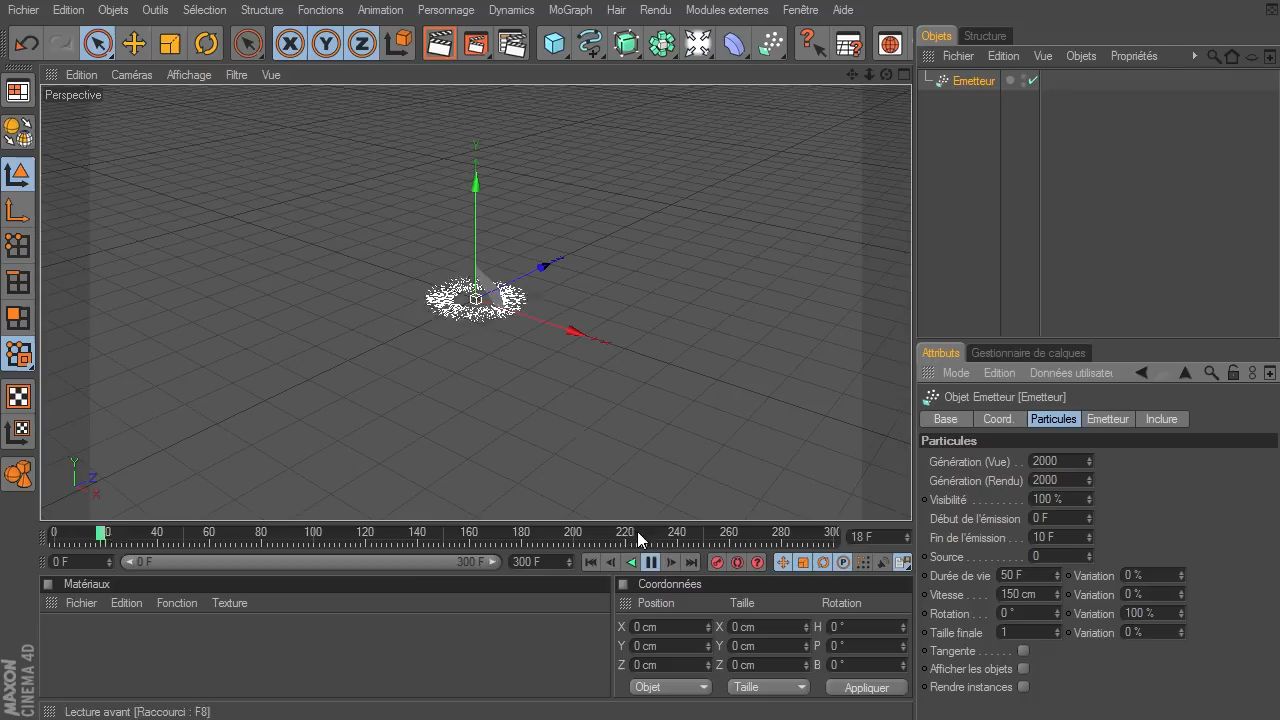 Fichier Edition Objets Outils Sélection Structure Fonctions Animation Personnage Dynamics MoGraph Hair Rendu Modules externes Fenêtre Aide
Edition Caméras Affichage Filtre Vue
Perspective
Y
Y
Z
X
0 20 40 60 80 100 120 140 160 180 200 220 240 260 280 300
18 F
0 F
0 F
300 F
300 F
Matériaux
Fichier Edition Fonction Texture
Coordonnées
Position Taille Rotation
X 0 cm X 0 cm H 0 °
Y 0 cm Y 0 cm P 0 °
Z 0 cm Z 0 cm B 0 °
Objet Taille Appliquer
MAXON
CINEMA 4D
Lecture avant [Raccourci : F8]
Objets Structure
Fichier Edition Vue Objets Propriétés
Emetteur
Attributs Gestionnaire de calques
Mode Edition Données utilisateu
Objet Emetteur [Emetteur]
Base Coord. Particules Emetteur Inclure
Particules
Génération (Vue) . . 2000
Génération (Rendu) 2000
Visibilité . . . . . . . . . 100 %
Début de l'émission 0 F
Fin de l'émission . . 10 F
Source . . . . . . . . . . 0
Durée de vie 50 F Variation 0 %
Vitesse . . . . 150 cm Variation 0 %
Rotation . . . 0 ° Variation 100 %
Taille finale 1 Variation 0 %
Tangente . . . . . .
Afficher les objets
Rendre instances